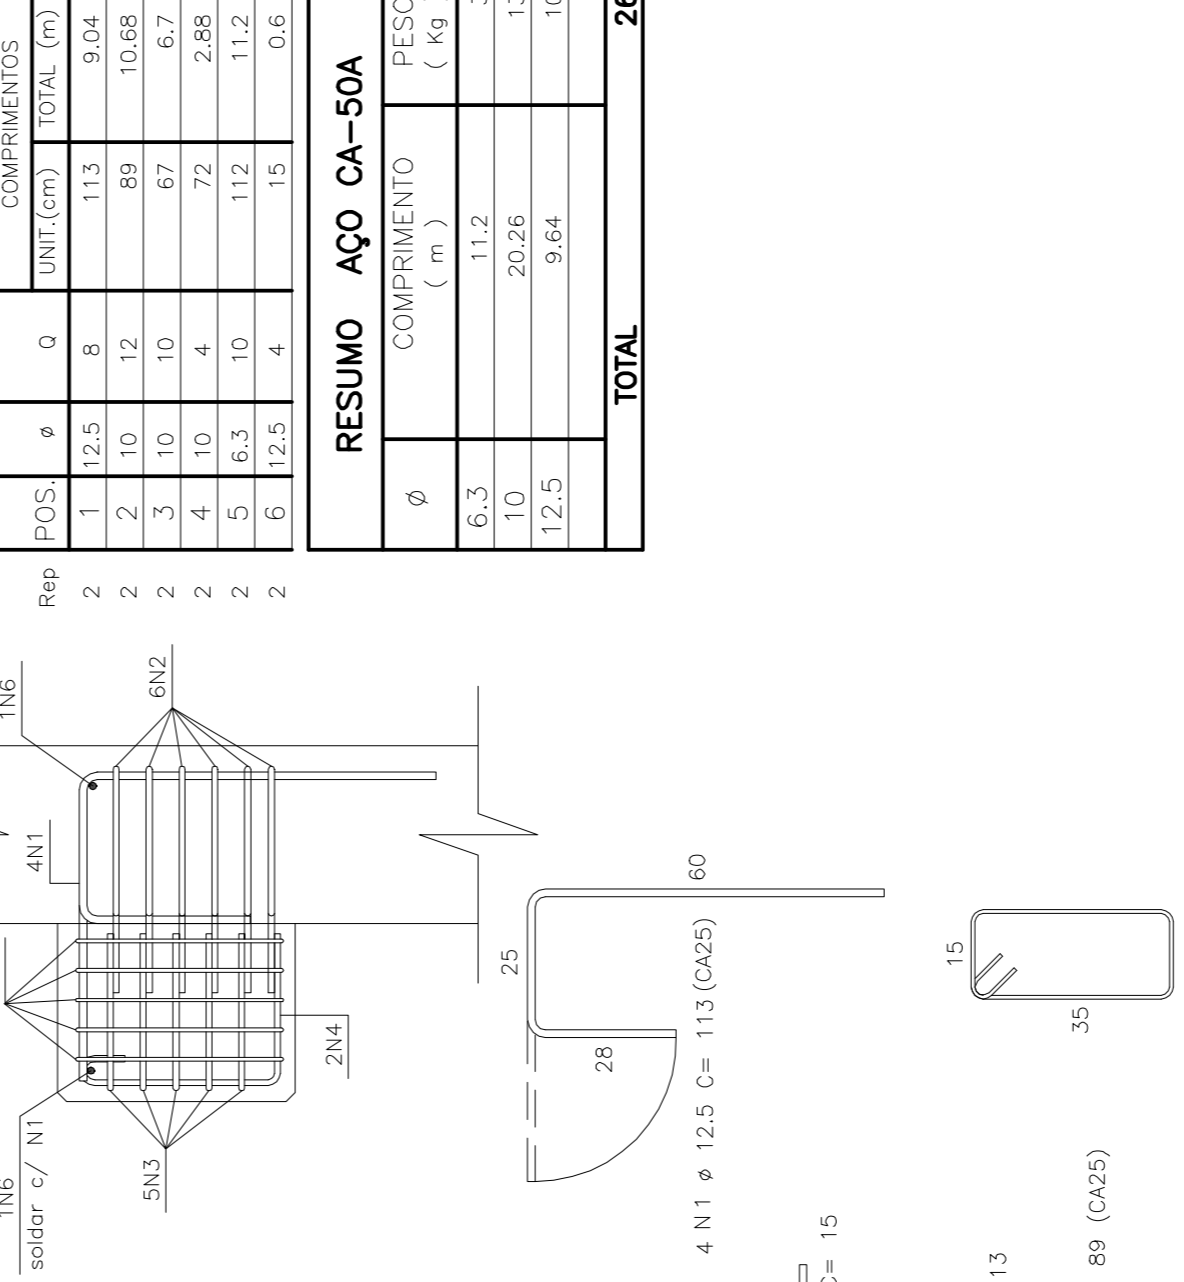 COMPRIMENTOS
Rep POS. ø Q UNIT.(cm) TOTAL (m)
2 1 12.5 8 113 9.04
2 2 10 12 89 10.68
2 3 10 10 67 6.7
2 4 10 4 72 2.88
2 5 6.3 10 112 11.2
2 6 12.5 4 15 0.6
RESUMO AÇO CA-50A
ø COMPRIMENTO PESO
( m ) ( Kg
6.3 11.2
10 20.26 13
12.5 9.64 10
TOTAL 26
1N6
soldar c/ N1
4N1
1N6
6N2
5N3
2N4
25
28
60
4 N1 ø 12.5 C= 113 (CA25)
C= 15
15
35
13
89 (CA25)